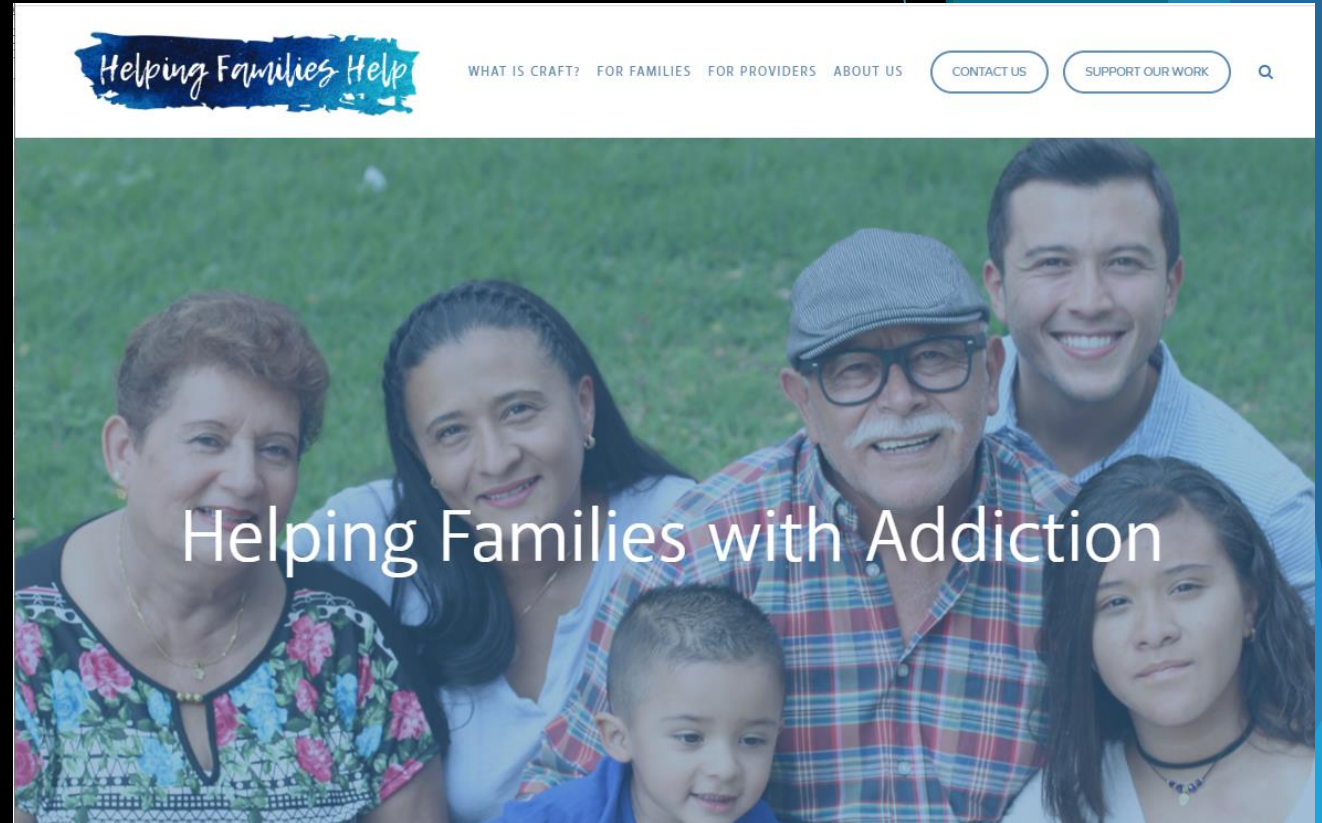 Helping Families Help
WHAT IS CRAFT? FOR FAMILIES FOR PROVIDERS ABOUT US CONTACT US SUPPORT OUR WORK
Helping Families with Addiction